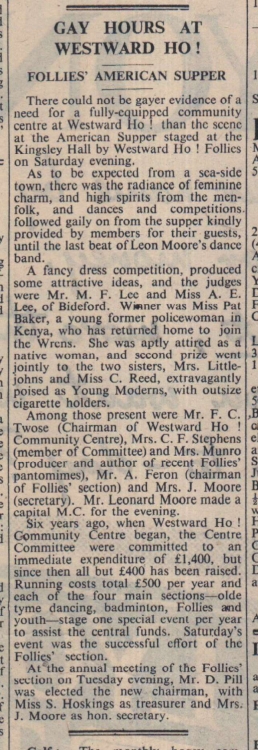 GAY HOURS AT
WESTWARD HO!
FOLLIES' AMERICAN SUPPER
There could not be gayer evidence of a
need for a fully-equipped community
centre at Westward Ho! than the scene
at the American Supper staged at the
Kingsley Hall by Westward Ho! Follies
on Saturday evening.
As to be expected from a sea-side
town, there was the radiance of feminine
charm, and high spirits from the men-
folk, and dances and competitions.
followed gaily on from the supper kindly
provided by members for their guests,
until the last beat of Leon Moore's dance
band.
A fancy dress competition, produced
some attractive ideas, and the judges
were Mr. M. F. Lee and Miss A. E.
Lee, of Bideford. Winner was Miss Pat
Baker, a young former policewoman in
Kenya, who has returned home to join
the Wrens. She was aptly attired as a
native woman, and second prize went
jointly to the two sisters, Mrs. Little-
johns and Miss C. Reed, extravagantly
poised as Young Moderns, with outsize
cigarette holders.
Among those present were Mr. F. C.
Twose (Chairman of Westward Ho!
Community Centre), Mrs. C. F. Stephens
(member of Committee) and Mrs. Munro
(producer and author of recent Follies'
pantomimes), Mr. A. Feron (chairman
of Follies' section) and Mrs. J. Moore
(secretary). Mr. Leonard Moore made a
capital M.C. for the evening.
Six years ago, when Westward Ho!
Community Centre began, the Centre
Committee were committed to an
immediate expenditure of £1,400, but
since then all but £400 has been raised
Running costs total £500 per year and
each of the four main sections—olde
tyme dancing, badminton, Follies and
youth—stage one special event per year
to assist the central funds. Saturday's
event was the successful effort of the
Follies' section.
At the annual meeting of the Follies'
section on Tuesday evening, Mr. D. Pill
was elected the new chairman, with
Miss S. Hoskings as treasurer and Mrs.
J. Moore as hon. secretary.